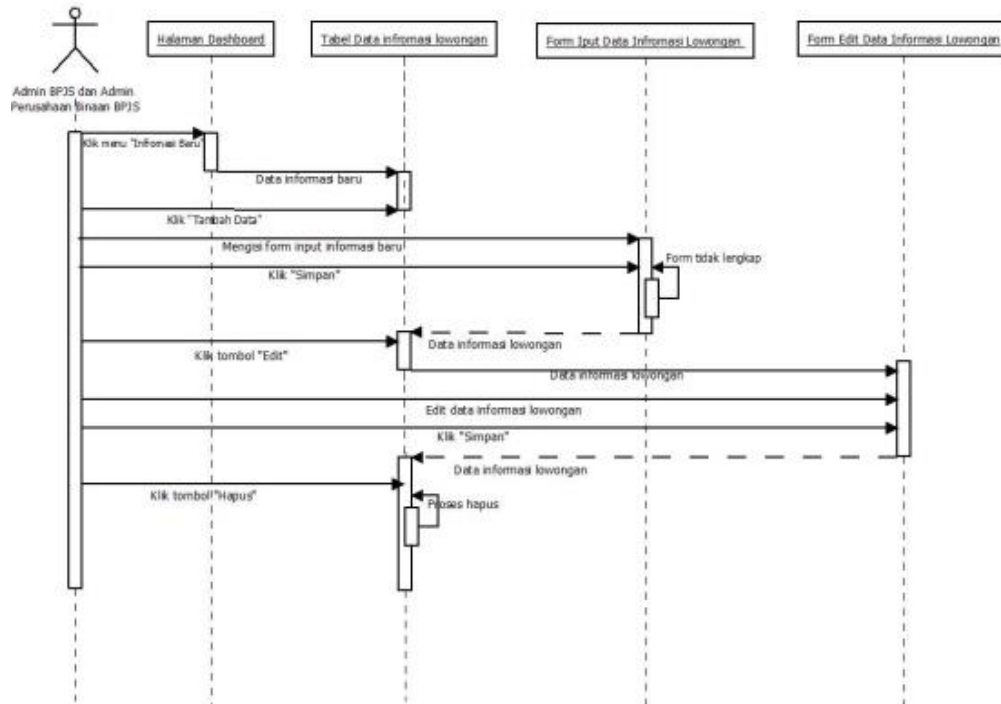 Halaman Dashboard
Tabel Data infromasi lowongan
Form Iput Data Infromasi Lowongan
Form Edit Data Informasi Lowongan
Admin BPJS dan Admin
Perusahaan Binaan BPJS
Klik menu "Infromasi Baru"
Data informasi baru
Klik "Tambah Data"
Mengisi form input informasi baru
Form tidak lengkap
Klik "Simpan"
Data informasi lowongan
Klik tombol "Edit"
Data informasi lowongan
Edit data informasi lowongan
Klik "Simpan"
Data informasi lowongan
Klik tombol "Hapus"
Proses hapus